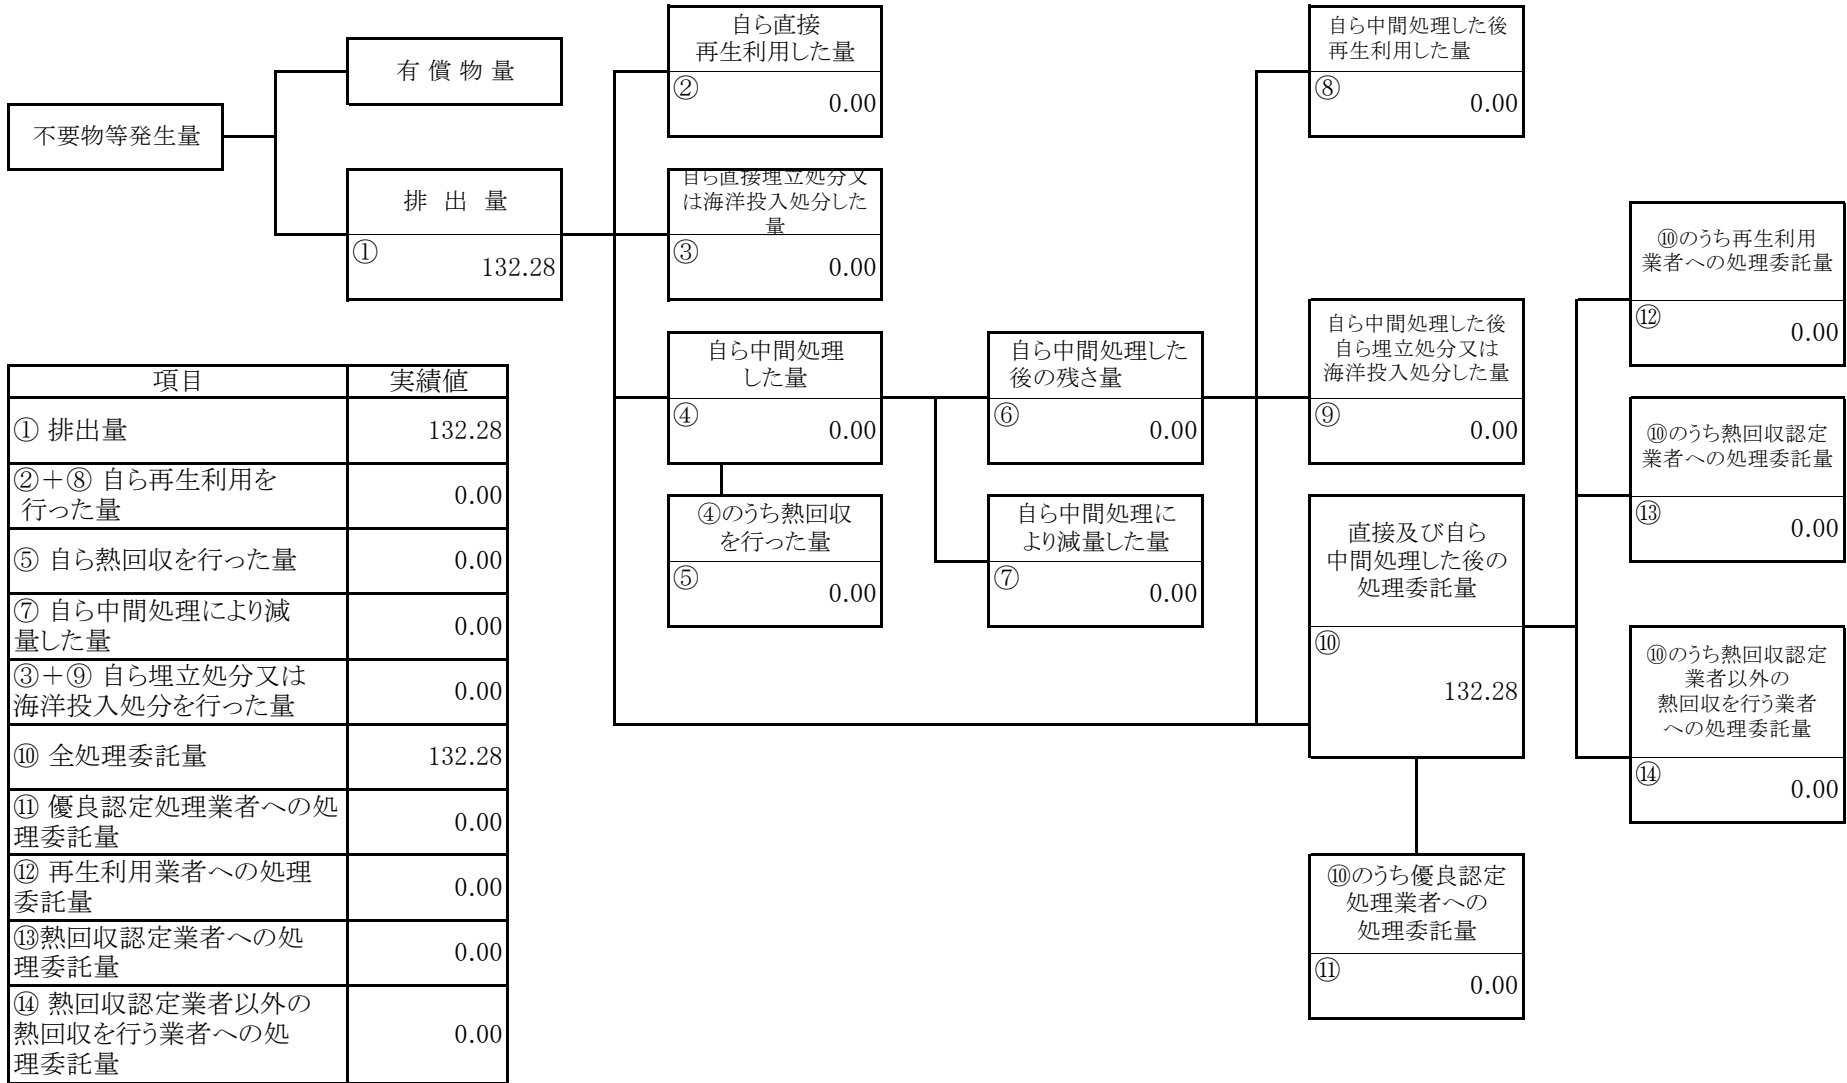 不要物等発生量
有 償 物 量
排 出 量
①
132.28
自ら直接
再生利用した量
②
0.00
自ら直接埋立処分又
は海洋投入処分した
量
③
0.00
自ら中間処理
した量
④
0.00
④のうち熱回収
を行った量
⑤
0.00
自ら中間処理した
後の残さ量
⑥
0.00
自ら中間処理に
より減量した量
⑦
0.00
自ら中間処理した後
再生利用した量
⑧
0.00
自ら中間処理した後
自ら埋立処分又は
海洋投入処分した量
⑨
0.00
直接及び自ら
中間処理した後の
処理委託量
⑩
132.28
⑩のうち優良認定
処理業者への
処理委託量
⑪
0.00
⑩のうち再生利用
業者への処理委託量
⑫
0.00
⑩のうち熱回収認定
業者への処理委託量
⑬
0.00
⑩のうち熱回収認定
業者以外の
熱回収を行う業者
への処理委託量
⑭
0.00
項目 実績値
① 排出量 132.28
②+⑧ 自ら再生利用を
行った量 0.00
⑤ 自ら熱回収を行った量 0.00
⑦ 自ら中間処理により減
量した量 0.00
③+⑨ 自ら埋立処分又は
海洋投入処分を行った量 0.00
⑩ 全処理委託量 132.28
⑪ 優良認定処理業者への処
理委託量 0.00
⑫ 再生利用業者への処理
委託量 0.00
⑬熱回収認定業者への処
理委託量 0.00
⑭ 熱回収認定業者以外の
熱回収を行う業者への処
理委託量 0.00